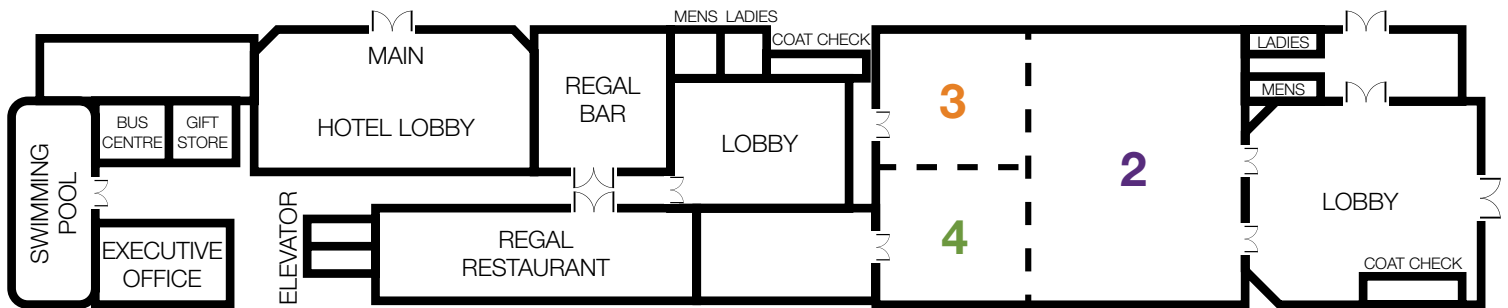 MAIN
HOTEL LOBBY
BUS
CENTRE
GIFT
STORE
SWIMMING
POOL
EXECUTIVE
OFFICE
ELEVATOR
REGAL
BAR
REGAL
RESTAURANT
MENS
LADIES
COAT CHECK
LOBBY
3
4
2
LADIES
MENS
LOBBY
COAT CHECK